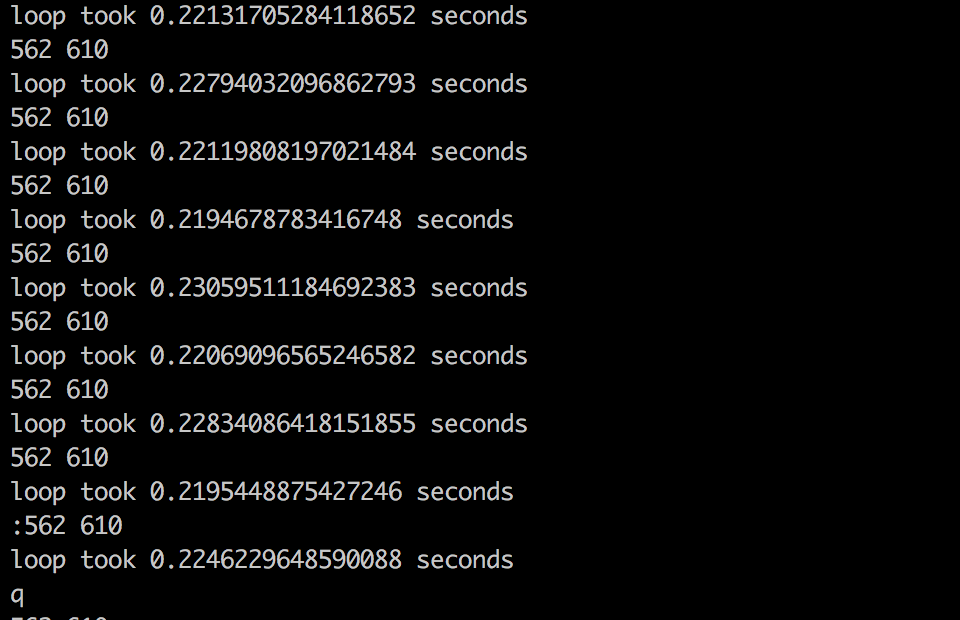 loop took 0.22131705284118652 seconds
562 610
loop took 0.22794032096862793 seconds
562 610
loop took 0.22119808197021484 seconds
562 610
loop took 0.2194678783416748 seconds
562 610
loop took 0.23059511184692383 seconds
562 610
loop took 0.22069096565246582 seconds
562 610
loop took 0.22834086418151855 seconds
562 610
loop took 0.2195448875427246 seconds
:562 610
loop took 0.2246229648590088 seconds
q
562 610